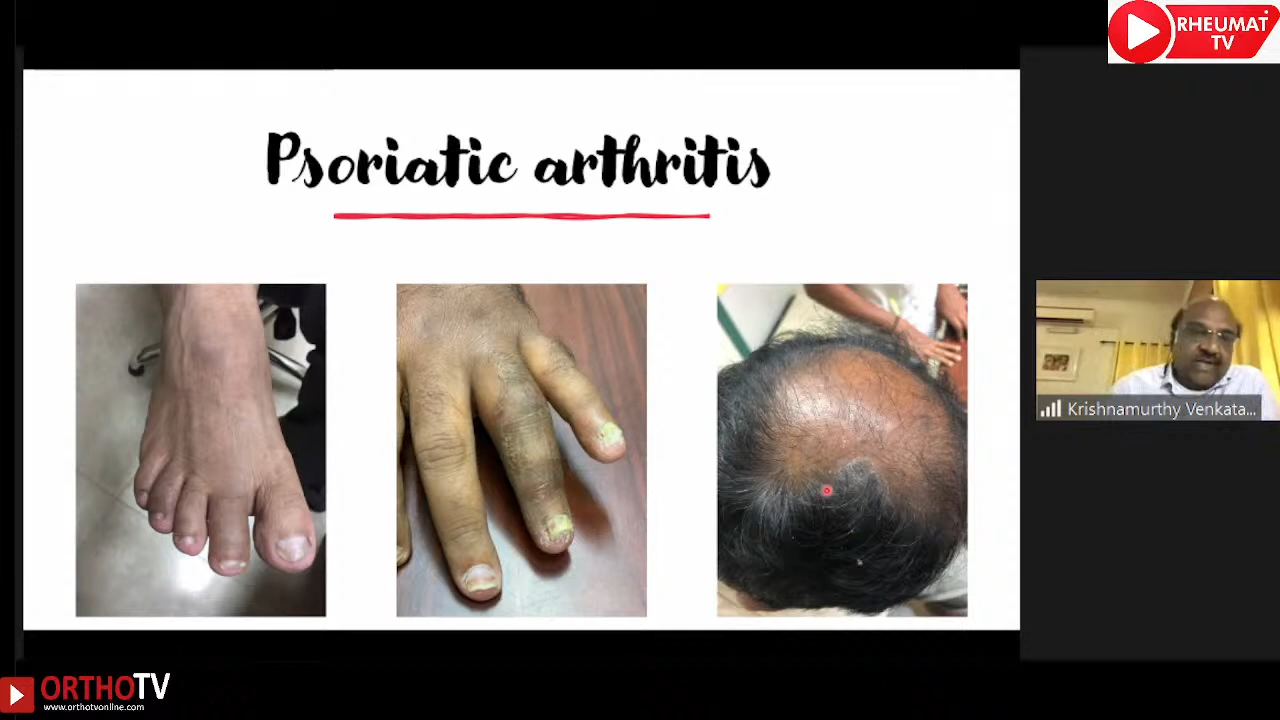 RHEUMAT
TV
Psoriatic arthritis
Krishnamurthy Venkata...
ORTHOTV
www.orthotvonline.com